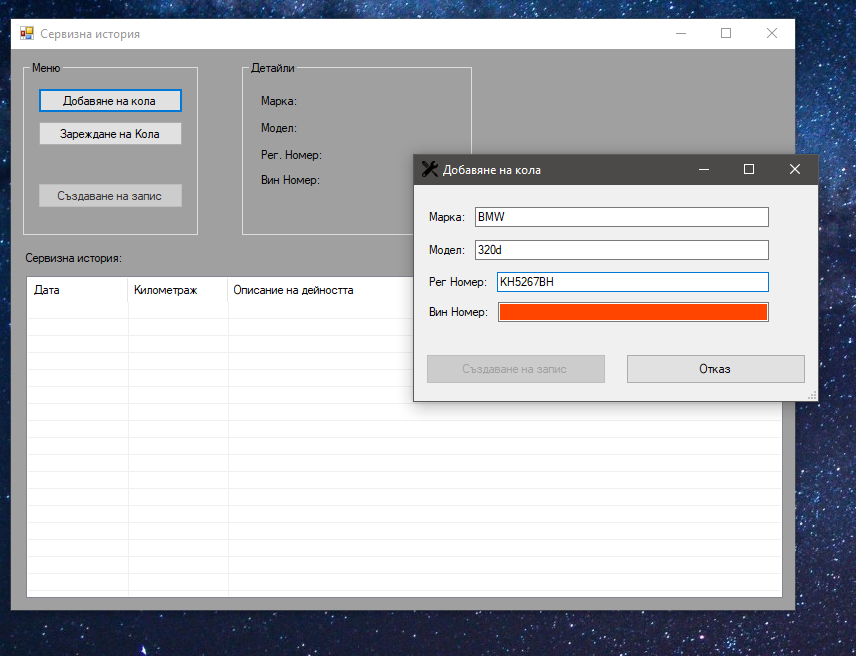 Сервизна история
Меню
Добавяне на кола
Зареждане на Кола
Създаване на запис
Детайли
Марка:
Модел:
Рег. Номер:
Вин Номер:
Сервизна история:
Дата Километраж Описание на дейността
Добавяне на кола
Марка: BMW
Модел: 320d
Рег Номер: KH5267BH
Вин Номер:
Създаване на запис Отказ